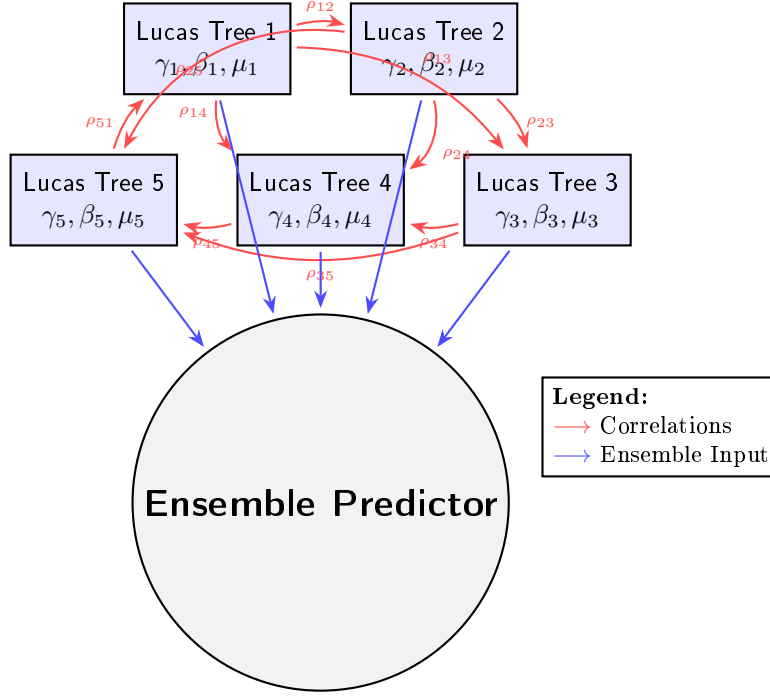 ρ₁₂
Lucas Tree 1
γ₁, β₁, μ₁
Lucas Tree 2
γ₂, β₂, μ₂
ρ₁₃
ρ₂₅
ρ₅₁
ρ₁₄
ρ₂₃
ρ₂₄
Lucas Tree 5
γ₅, β₅, μ₅
Lucas Tree 4
γ₄, β₄, μ₄
Lucas Tree 3
γ₃, β₃, μ₃
ρ₄₅
ρ₃₄
ρ₃₅
Legend:
Correlations
Ensemble Input
Ensemble Predictor